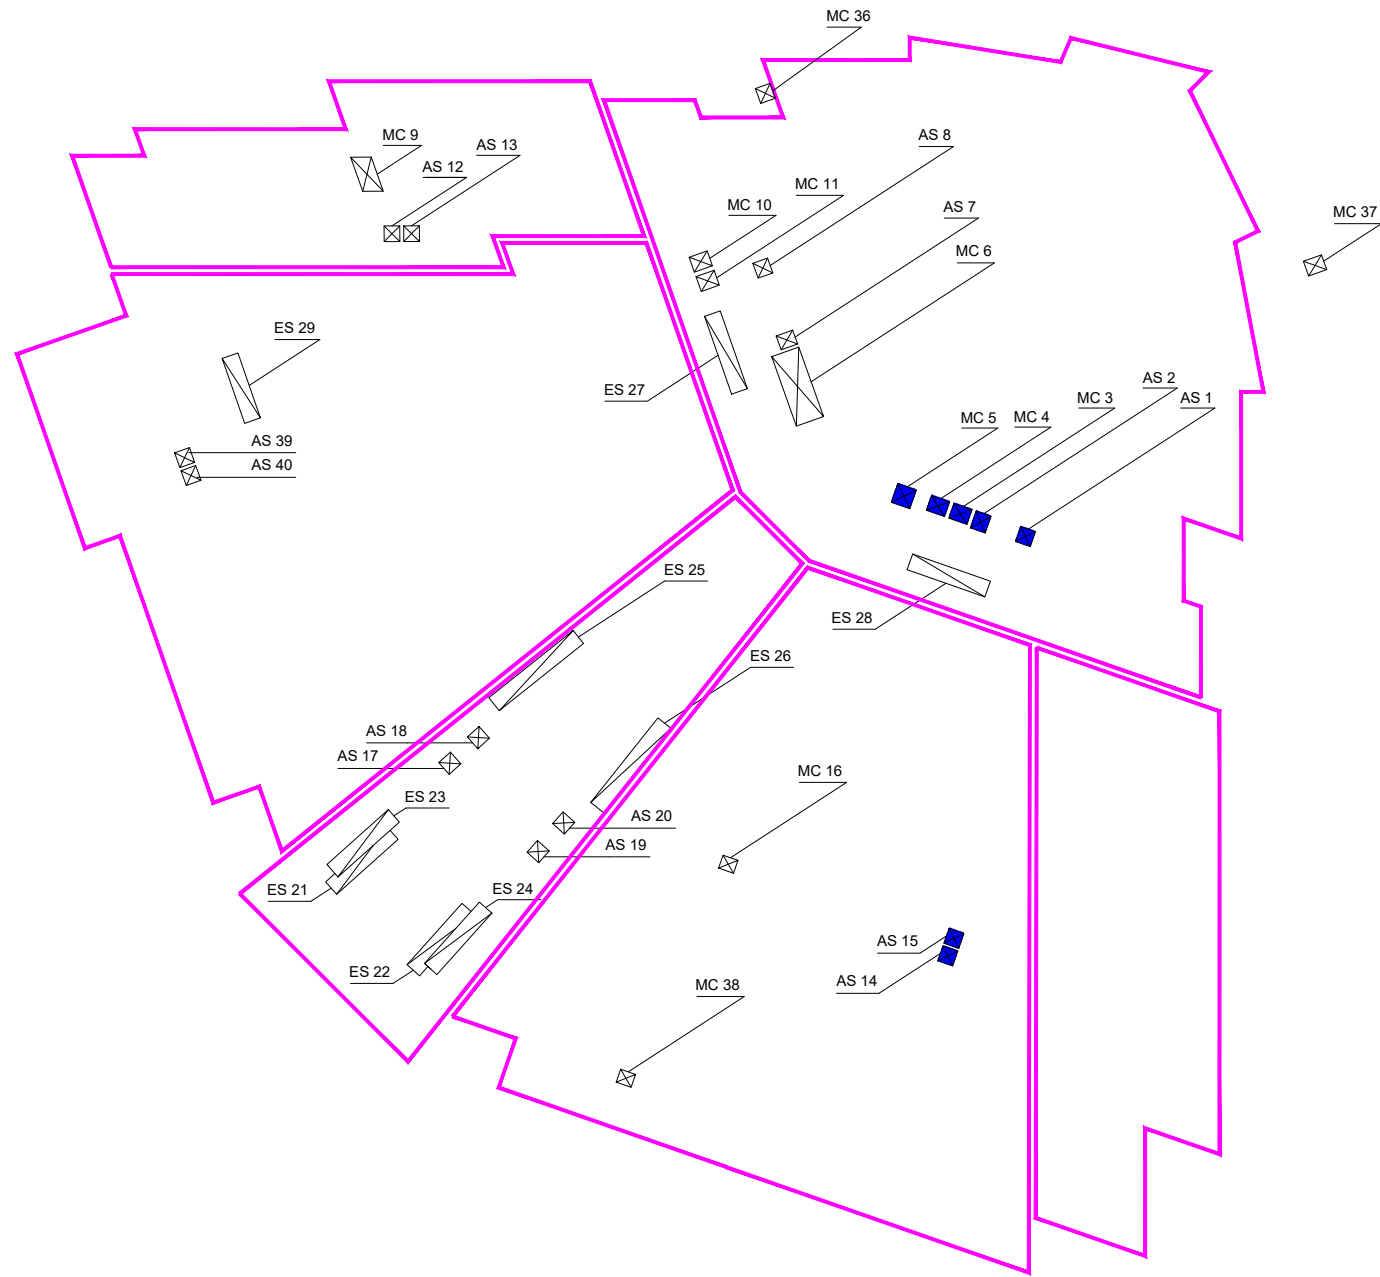 MC 36
MC 9
AS 13
AS 8
AS 12
MC 11
MC 10
AS 7
MC 37
MC 6
ES 29
AS 2
ES 27
MC 3
AS 1
MC 5
MC 4
AS 39
AS 40
ES 25
ES 28
ES 26
AS 18
AS 17
MC 16
ES 23
AS 20
AS 19
ES 21
ES 24
AS 15
ES 22
AS 14
MC 38